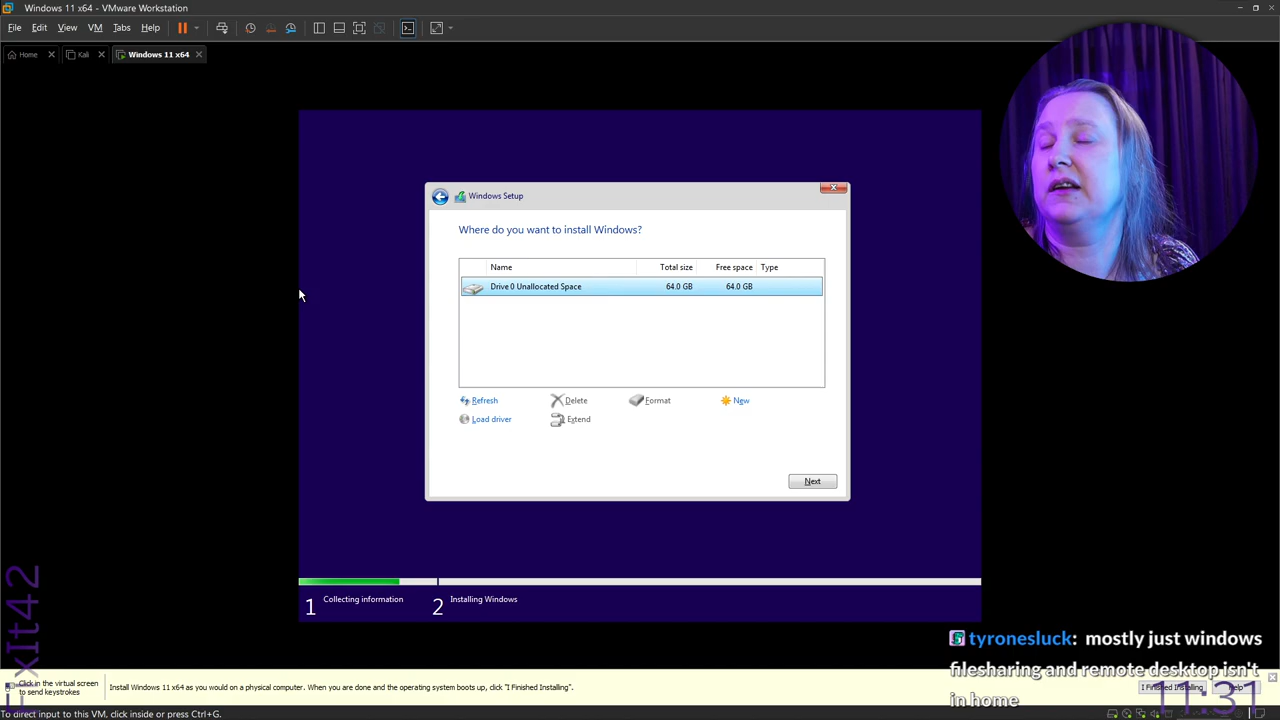 Windows 11 x64 - VMware Workstation
File Edit View VM Tabs Help
Home Kali Windows 11 x64
Windows Setup
Where do you want to install Windows?
Name Total size Free space Type
Drive 0 Unallocated Space 64.0 GB 64.0 GB
Refresh Delete Format New
Load driver Extend
Next
1 Collecting information 2 Installing Windows
tyronesluck: mostly just windows
filesharing and remote desktop isn't
in home
ExIt42
Click in the virtual screen
to send keystrokes
Install Windows 11 x64 as you would on a physical computer. When you are done and the operating system boots up, click "I Finished Installing".
I Finished Installing Help
11:31
To direct input to this VM, click inside or press Ctrl+G.